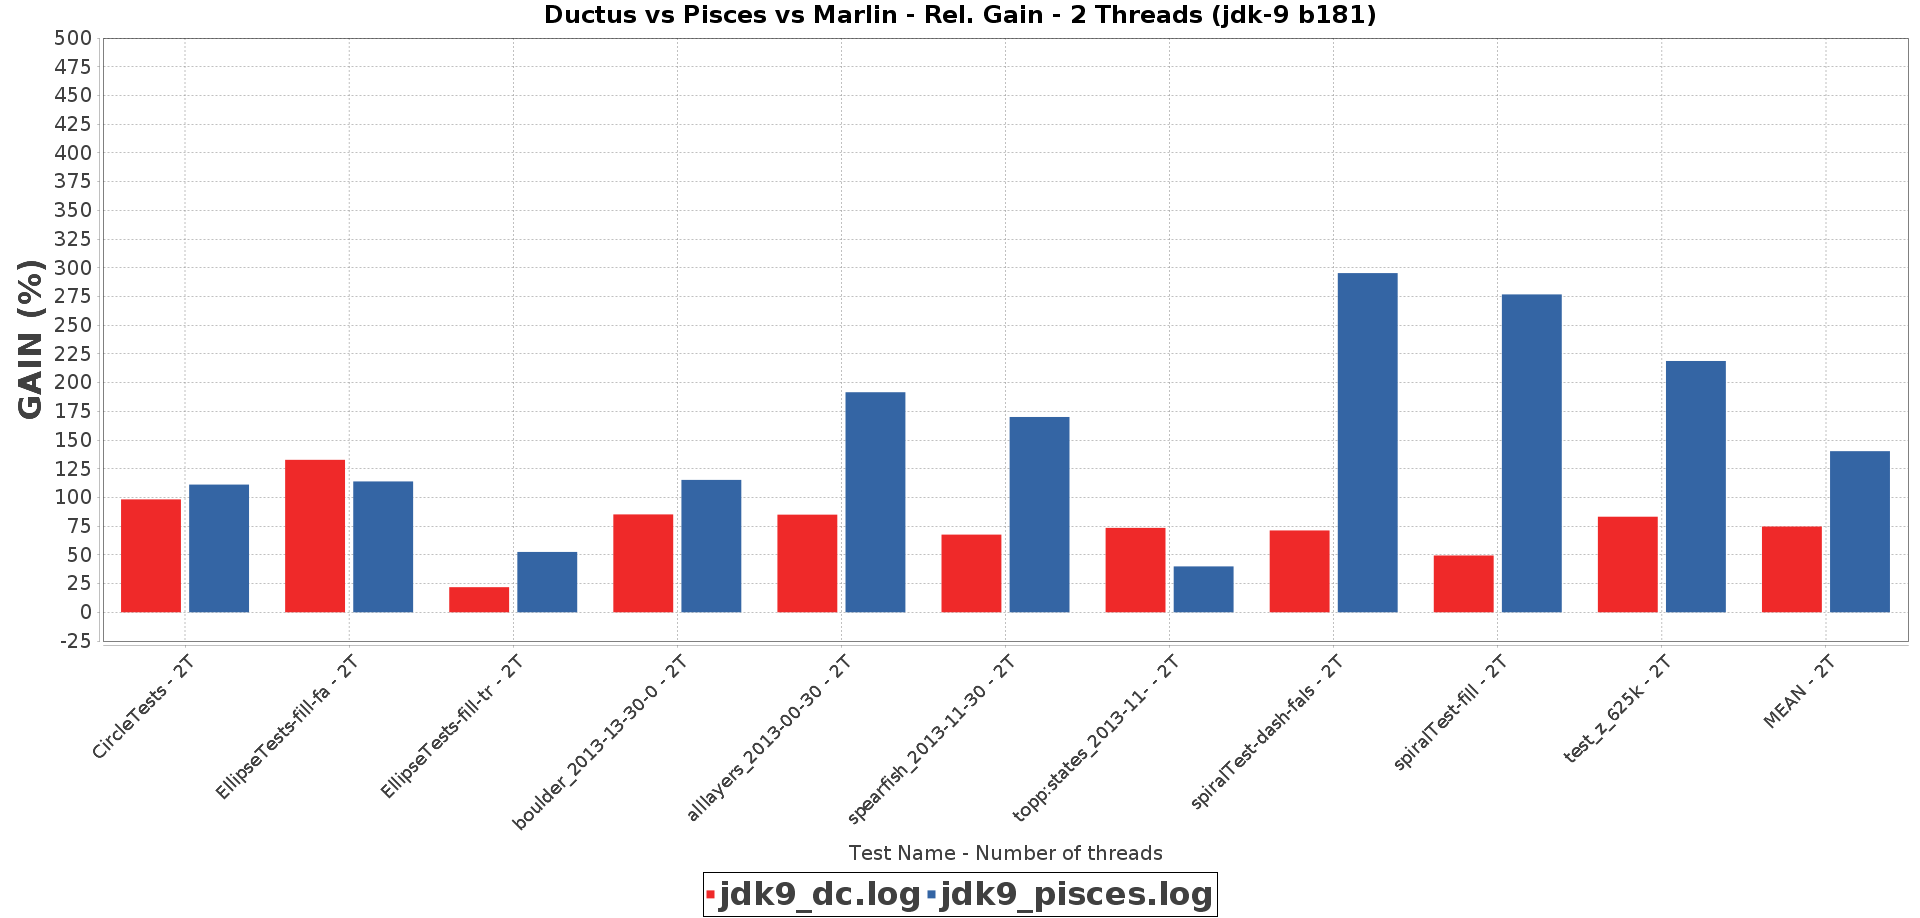 Ductus vs Pisces vs Marlin - Rel. Gain - 2 Threads (jdk-9 b181)
GAIN (%)
500
475
450
425
400
375
350
325
300
275
250
225
200
175
150
125
100
75
50
25
0
-25
CircleTests - 2T
EllipseTests-fill-fa - 2T
EllipseTests-fill-tr - 2T
boulder_2013-13-30-0 - 2T
alllayers_2013-00-30 - 2T
spearfish_2013-11-30 - 2T
topp:states_2013-11- - 2T
spiralTest-dash-fals - 2T
spiralTest-fill - 2T
test_z_625k - 2T
MEAN - 2T
Test Name - Number of threads
jdk9_dc.log jdk9_pisces.log